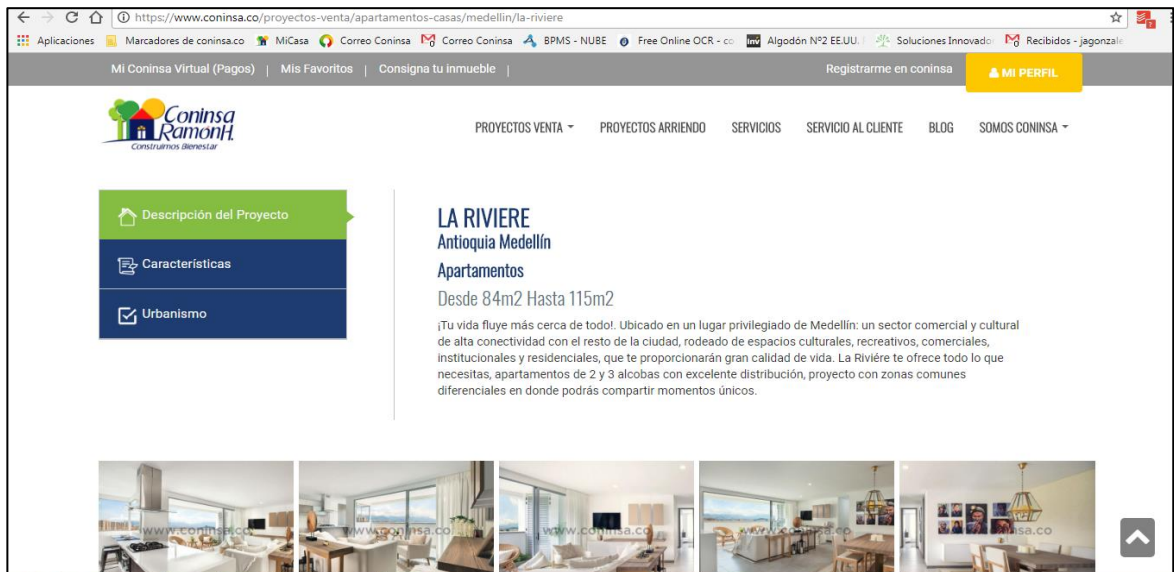 https://www.coninsa.co/proyectos-venta/apartamentos-casas/medellin/la-riviere
Aplicaciones Marcadores de coninsa.co MiCasa Correo Coninsa Correo Coninsa BPMS - NUBE Free Online OCR - co Algodón Nº2 EE.UU. Soluciones Innovado Recibidos - jagonzale
Mi Coninsa Virtual (Pagos) | Mis Favoritos | Consigna tu inmueble | Registrarme en coninsa MI PERFIL
Coninsa
RamonH.
Construimos Bienestar
PROYECTOS VENTA PROYECTOS ARRIENDO SERVICIOS SERVICIO AL CLIENTE BLOG SOMOS CONINSA
Descripción del Proyecto
Características
Urbanismo
LA RIVIERE
Antioquia Medellín
Apartamentos
Desde 84m2 Hasta 115m2
¡Tu vida fluye más cerca de todo!. Ubicado en un lugar privilegiado de Medellín: un sector comercial y cultural
de alta conectividad con el resto de la ciudad, rodeado de espacios culturales, recreativos, comerciales,
institucionales y residenciales, que te proporcionarán gran calidad de vida. La Riviére te ofrece todo lo que
necesitas, apartamentos de 2 y 3 alcobas con excelente distribución, proyecto con zonas comunes
diferenciales en donde podrás compartir momentos únicos.
www.coninsa.co www.coninsa.co www.coninsa.co www.coninsa.co www.coninsa.co